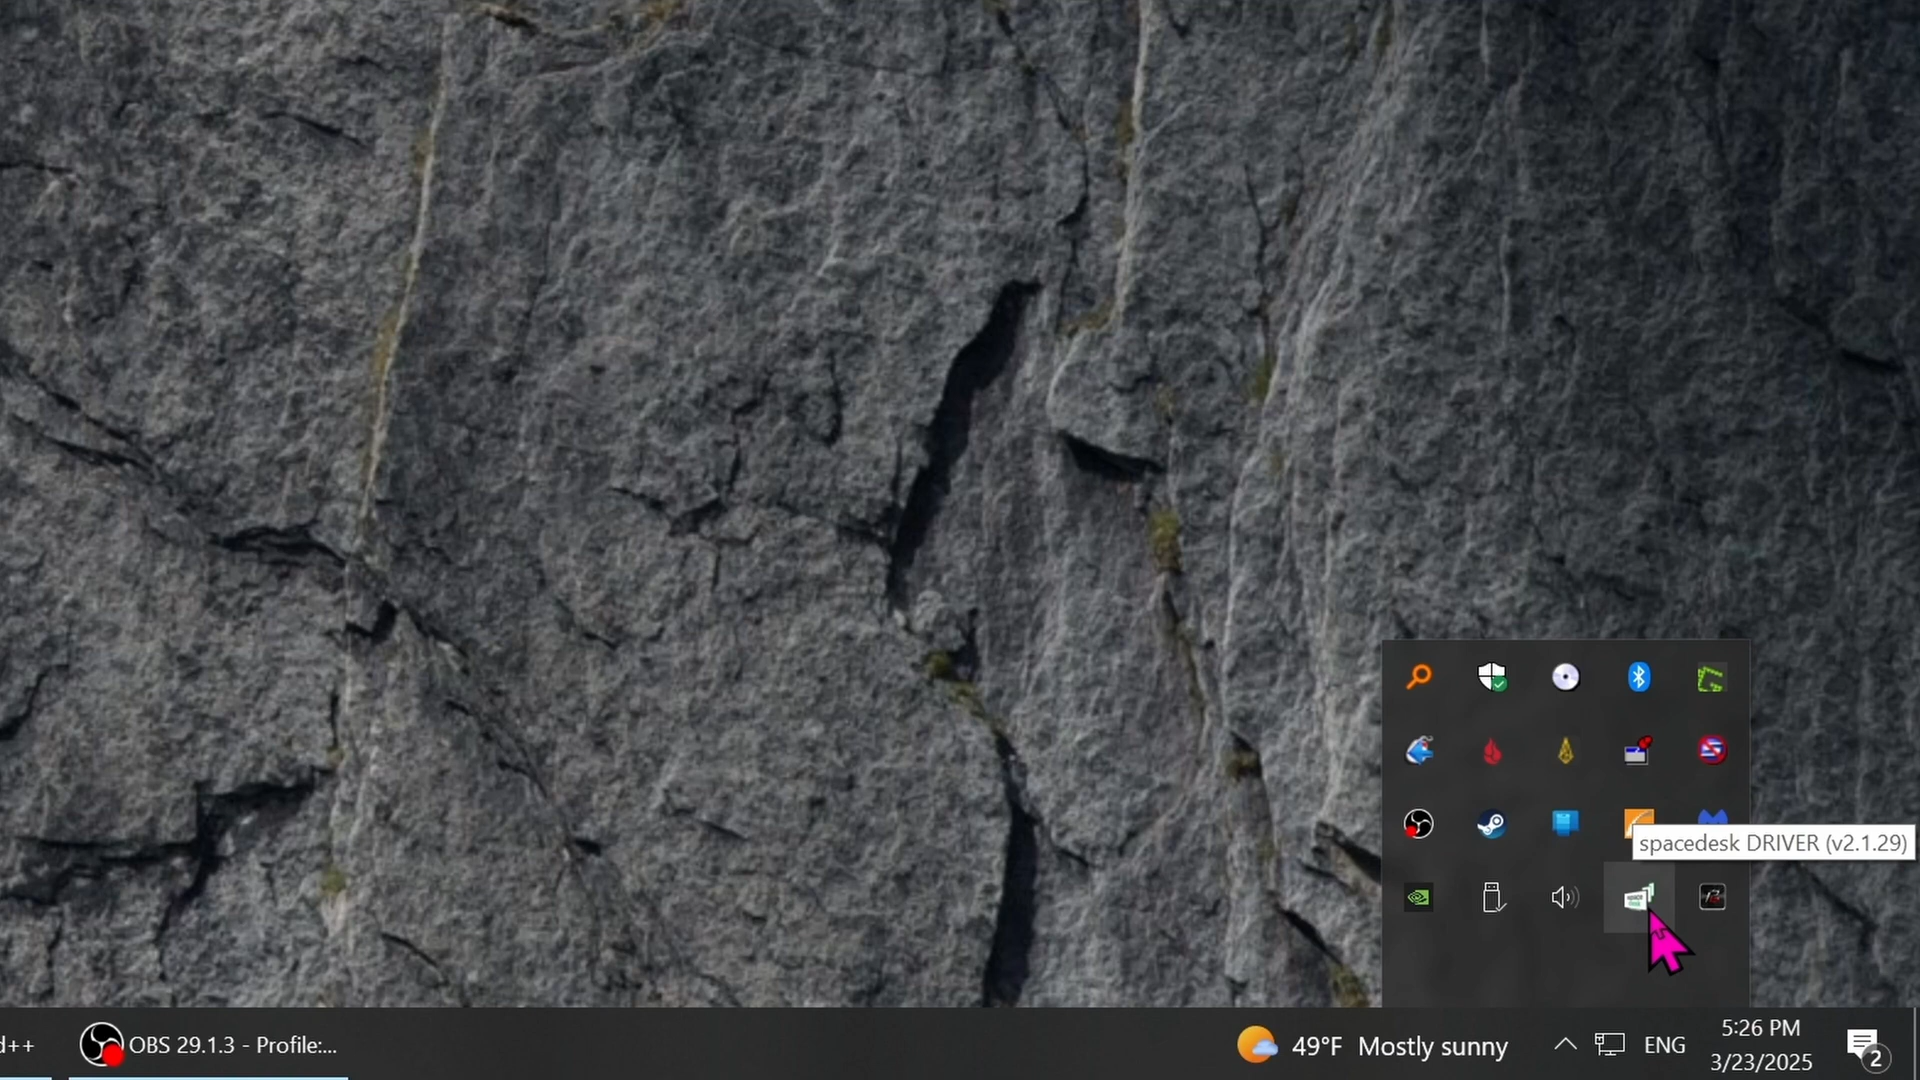 spacedesk DRIVER (v2.1.29)
d++
OBS 29.1.3 - Profile:...
49°F Mostly sunny
ENG
5:26 PM
3/23/2025
2